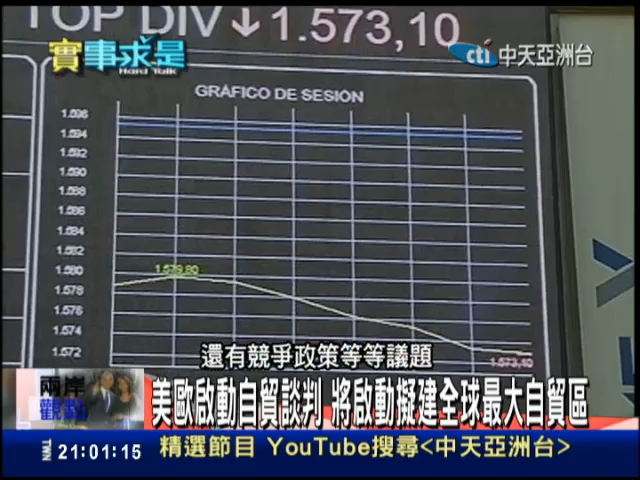 TOP DIV ↓ 1.573,10
實事求是
Hard Talk
cti 中天亞洲台
GRÁFICO DE SESIÓN
1.596
1.594
1.592
1.590
1.588
1.586
1.584
1.582
1.580
1.578
1.576
1.574
1.572
1.579,80
1.573,10
還有競爭政策等等議題
兩岸觀點
美歐啟動自貿談判 將啟動擬建全球最大自貿區
TWN 21:01:15 精選節目 YouTube搜尋<中天亞洲台>